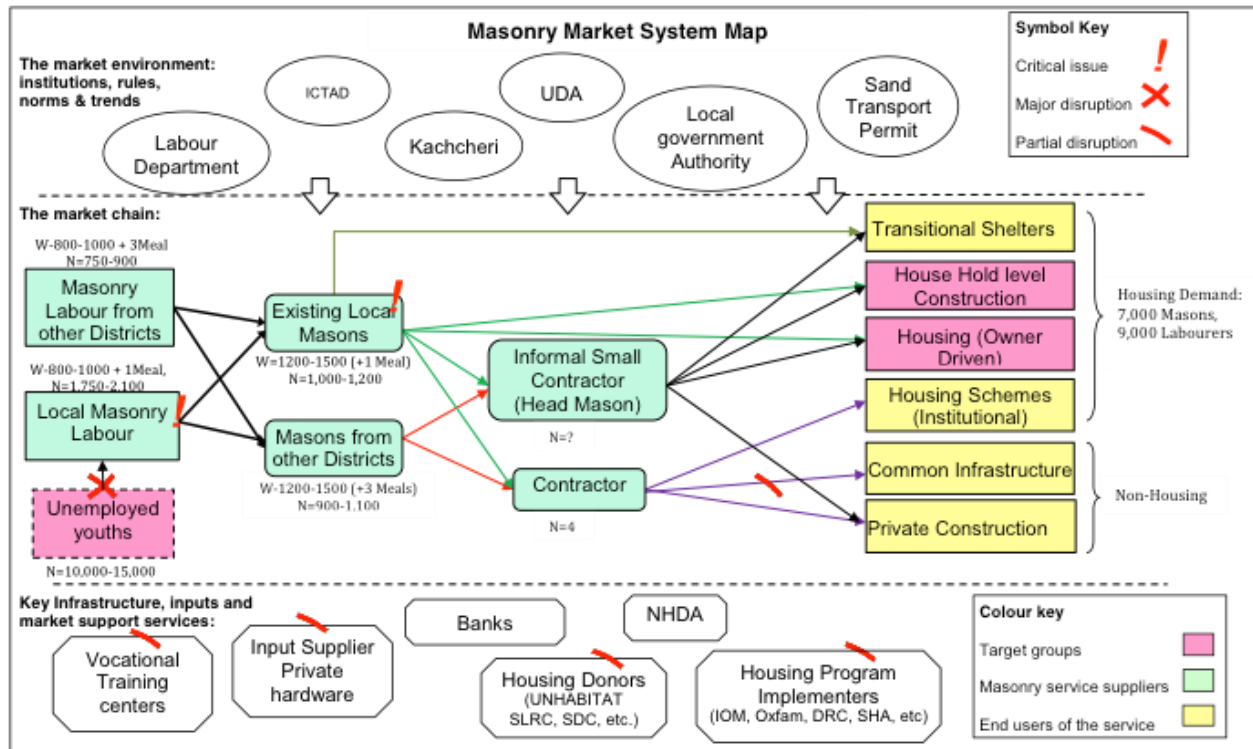 Masonry Market System Map
The market environment:
institutions, rules,
norms & trends
Labour
Department
ICTAD
Kachcheri
UDA
Local
government
Authority
Sand
Transport
Permit
Symbol Key
Critical issue
Major disruption
Partial disruption
The market chain:
W-800-1000 + 3Meal
N=750-900
Masonry
Labour from
other Districts
W-800-1000 + 1Meal,
N=1,750-2,100
Local Masonry
Labour
Unemployed
youths
N=10,000-15,000
Existing Local
Masons
W=1200-1500 (+1 Meal)
N=1,000-1,200
Masons from
other Districts
W-1200-1500 (+3 Meals)
N=900-1,100
Informal Small
Contractor
(Head Mason)
N=?
Contractor
N=4
Transitional Shelters
House Hold level
Construction
Housing (Owner
Driven)
Housing Schemes
(Institutional)
Common Infrastructure
Private Construction
Housing Demand:
7,000 Masons,
9,000 Labourers
Non-Housing
Key Infrastructure, inputs and
market support services:
Vocational
Training
centers
Input Supplier
Private
hardware
Banks
NHDA
Housing Donors
(UNHABITAT
SLRC, SDC, etc.)
Housing Program
Implementers
(IOM, Oxfam, DRC, SHA, etc)
Colour key
Target groups
Masonry service suppliers
End users of the service